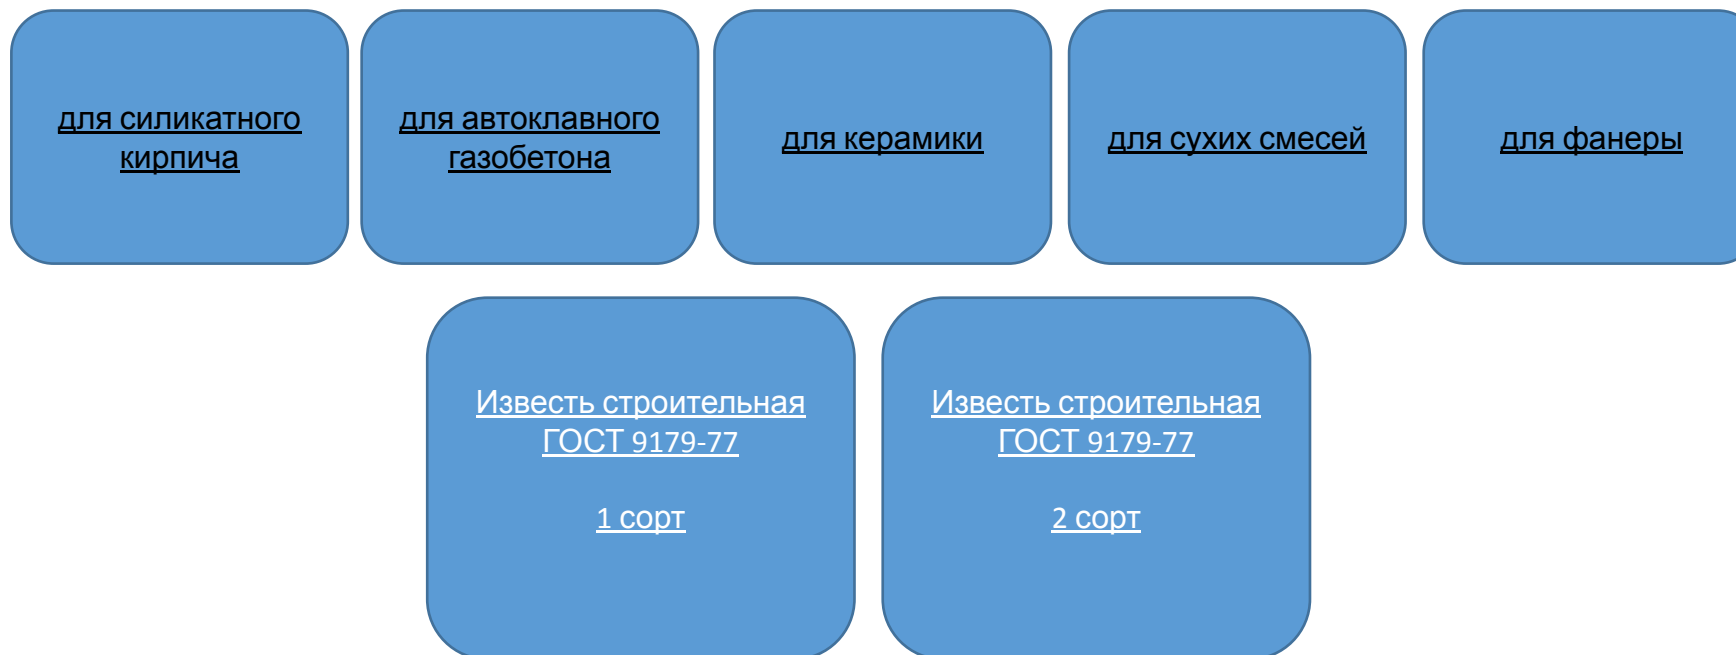 для силикатного
кирпича
для автоклавного
газобетона
для керамики
для сухих смесей
для фанеры
Известь строительная
ГОСТ 9179-77
1 сорт
Известь строительная
ГОСТ 9179-77
2 сорт